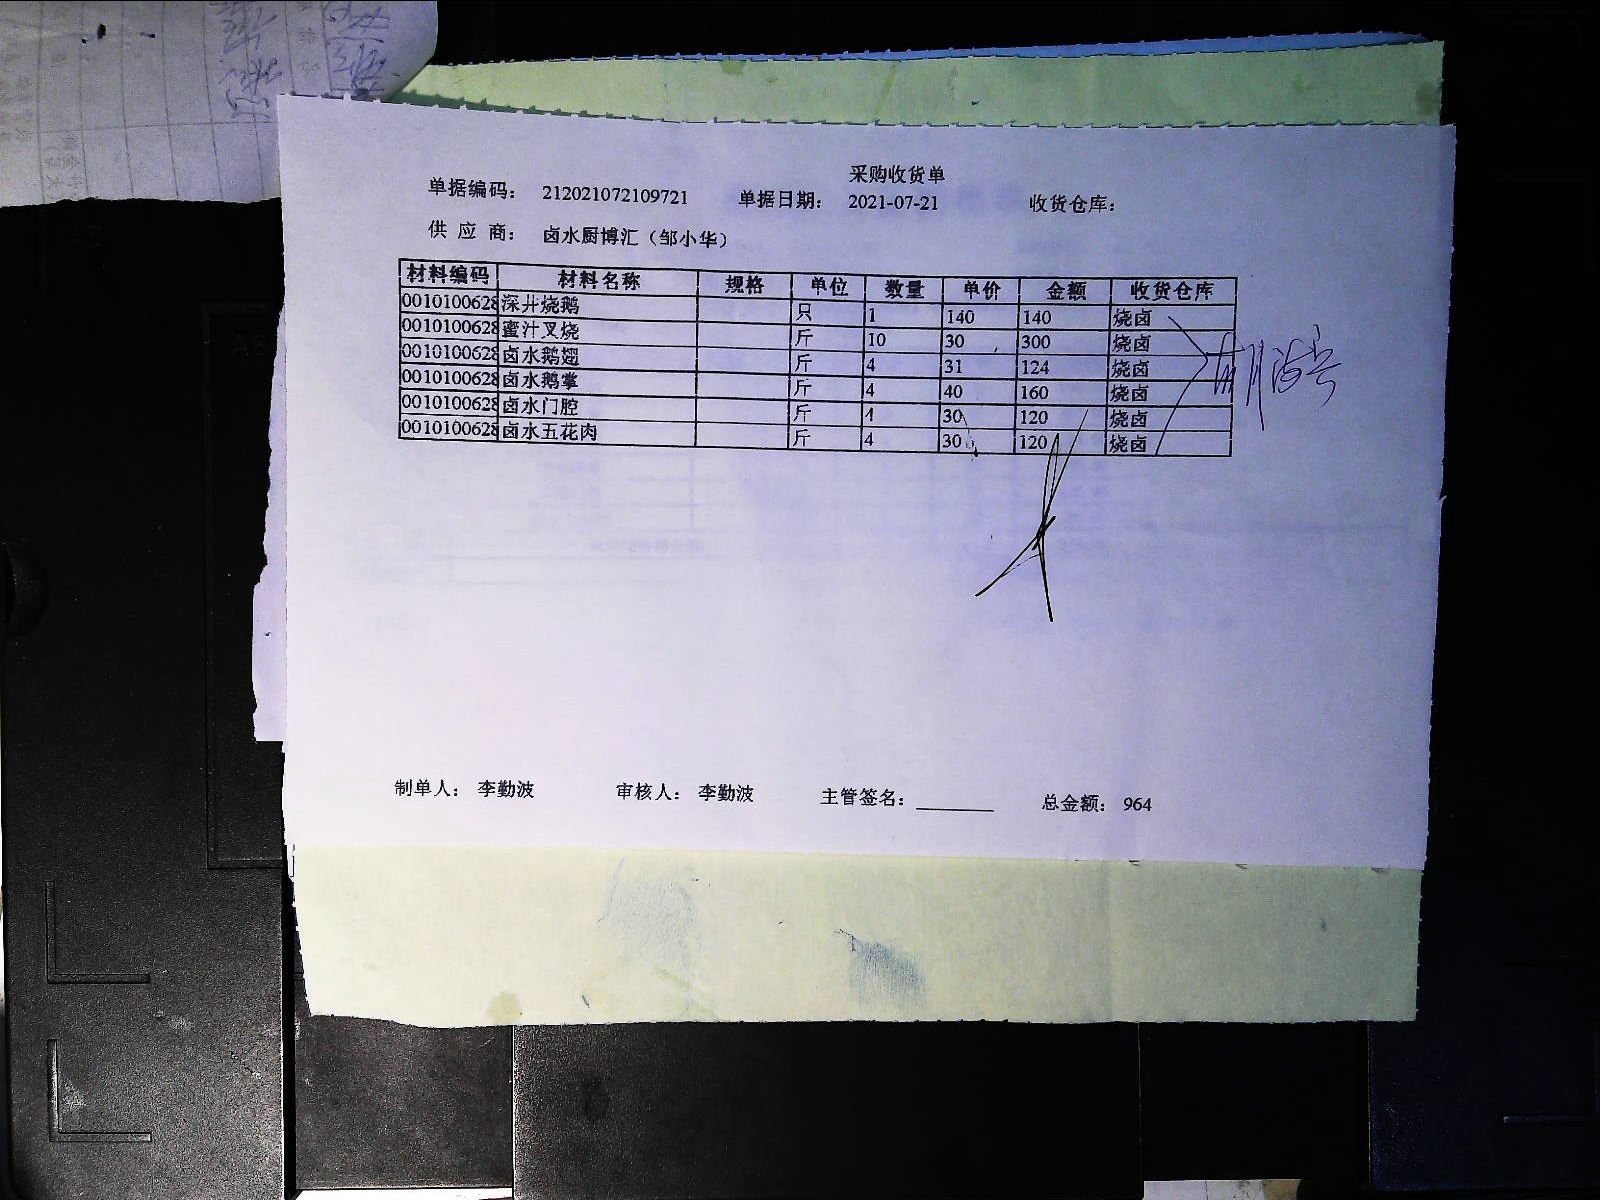 采购收货单
单据编码： 212021072109721 单据日期： 2021-07-21 收货仓库：
供 应 商： 卤水厨博汇（邹小华）
材料编码 材料名称 规格 单位 数量 单价 金额 收货仓库
0010100628 深井烧鹅 只 1 140 140 烧卤
0010100628 蜜汁叉烧 斤 10 30 300 烧卤
0010100628 卤水鹅翅 斤 4 31 124 烧卤
0010100628 卤水鹅掌 斤 4 40 160 烧卤
0010100628 卤水门腔 斤 4 30 120 烧卤
0010100628 卤水五花肉 斤 4 30 120 烧卤
制单人： 李勤波 审核人： 李勤波 主管签名： 总金额： 964